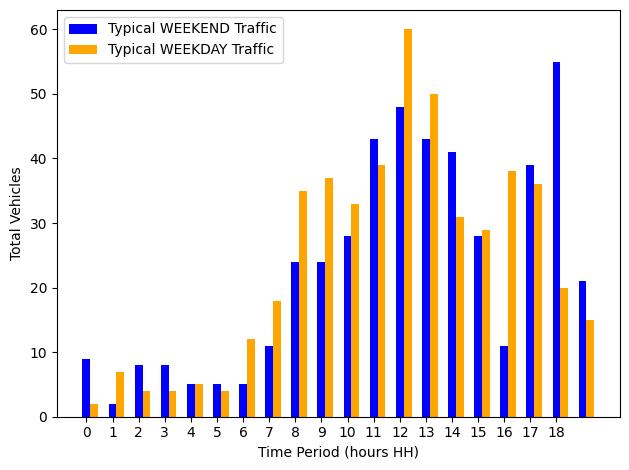 Typical WEEKEND Traffic
Typical WEEKDAY Traffic
60
50
40
30
20
10
0
Total Vehicles
0 1 2 3 4 5 6 7 8 9 10 11 12 13 14 15 16 17 18
Time Period (hours HH)